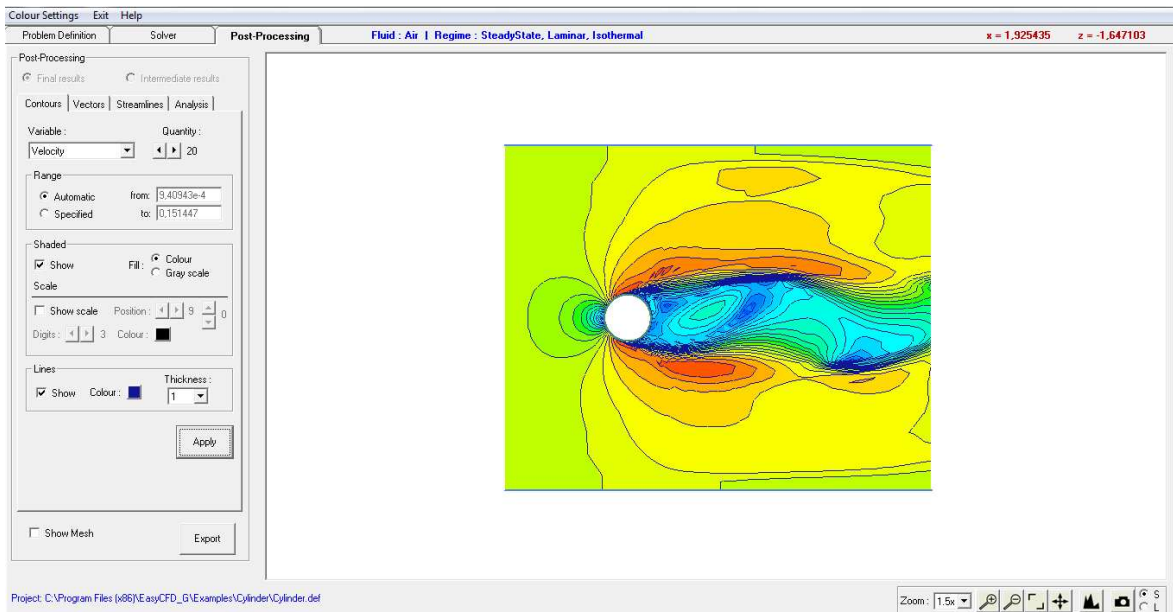 Colour Settings Exit Help
Problem Definition Solver Post-Processing Fluid : Air | Regime : SteadyState, Laminar, Isothermal x = 1,925435 z = -1,647103
Post-Processing
Final results Intermediate results
Contours Vectors Streamlines Analysis
Variable : Quantity :
Velocity 20
Range
Automatic from: 9,40943e-4
Specified to: 0,151447
Shaded
Show Fill : Colour
Gray scale
Scale
Show scale Position : 9 0
Digits : 3 Colour :
Lines
Thickness :
Show Colour : 1
Apply
Show Mesh Export
Project: C:\Program Files (x86)\EasyCFD_G\Examples\Cylinder\Cylinder.def
Zoom : 1.5x S
L